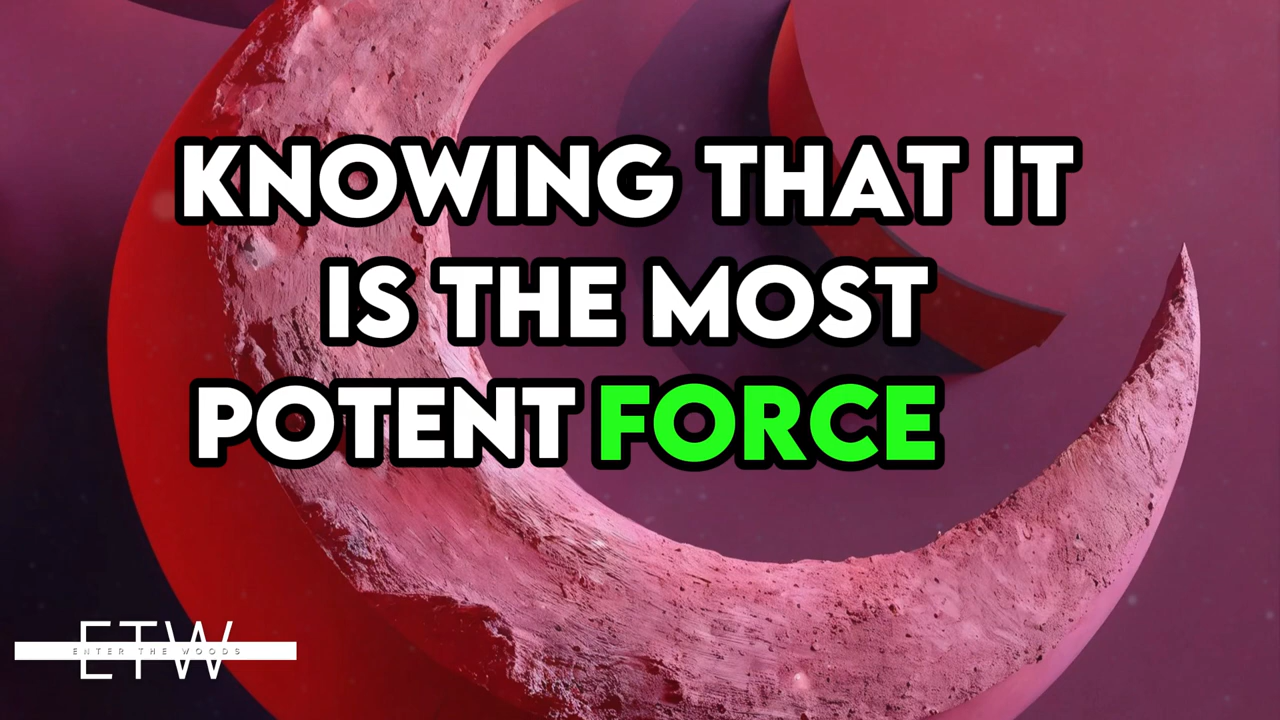 KNOWING THAT IT
IS THE MOST
POTENT FORCE
ETW
ENTER THE WOODS